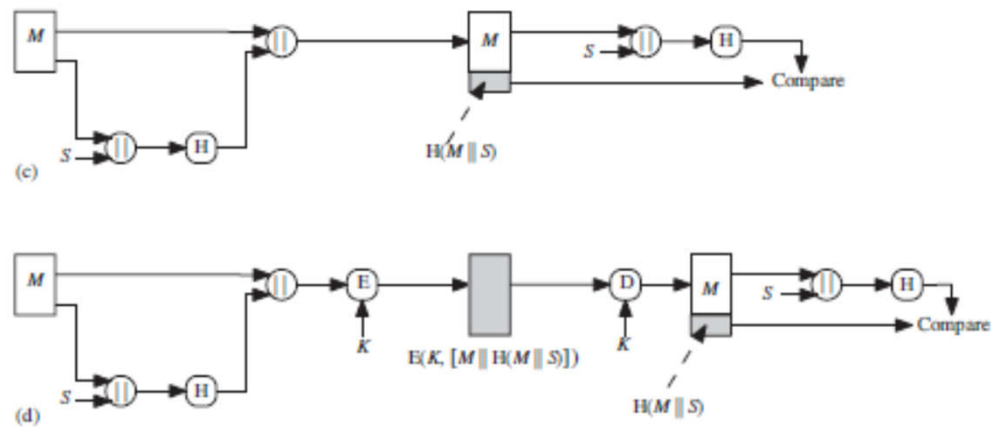 M || M S || H
Compare
S || H H(M || S)
(c)
M || E D M S || H
K K Compare
E(K, [M || H(M || S)])
S || H H(M || S)
(d)